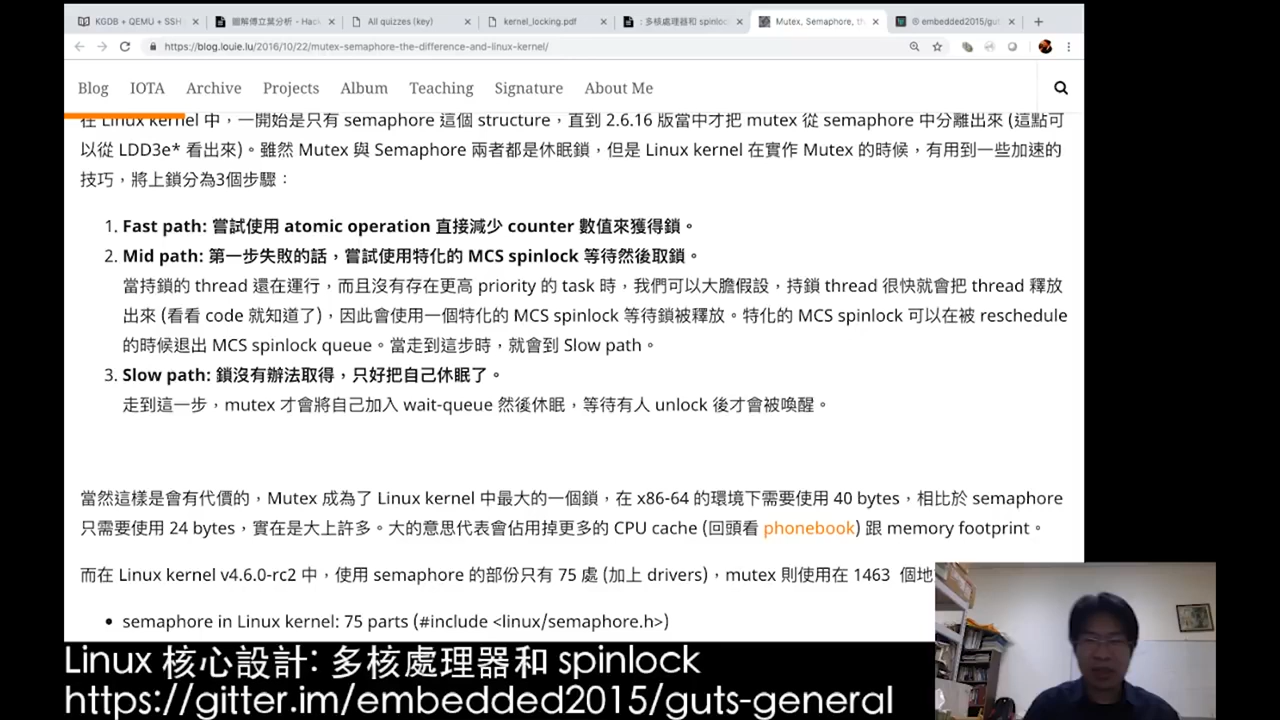 KGDB + QEMU + SSH
圖解傅立葉分析 - Hac
All quizzes (key)
kernel_locking.pdf
: 多核處理器和 spinloc
Mutex, Semaphore, th
@ embedded2015/gut
https://blog.louie.lu/2016/10/22/mutex-semaphore-the-difference-and-linux-kernel/
Blog IOTA Archive Projects Album Teaching Signature About Me
在 Linux kernel 中，一開始是只有 semaphore 這個 structure，直到 2.6.16 版當中才把 mutex 從 semaphore 中分離出來 (這點可
以從 LDD3e* 看出來)。雖然 Mutex 與 Semaphore 兩者都是休眠鎖，但是 Linux kernel 在實作 Mutex 的時候，有用到一些加速的
技巧，將上鎖分為3個步驟：
1. Fast path: 嘗試使用 atomic operation 直接減少 counter 數值來獲得鎖。
2. Mid path: 第一步失敗的話，嘗試使用特化的 MCS spinlock 等待然後取鎖。
當持鎖的 thread 還在運行，而且沒有存在更高 priority 的 task 時，我們可以大膽假設，持鎖 thread 很快就會把 thread 釋放
出來 (看看 code 就知道了)，因此會使用一個特化的 MCS spinlock 等待鎖被釋放。特化的 MCS spinlock 可以在被 reschedule
的時候退出 MCS spinlock queue。當走到這步時，就會到 Slow path。
3. Slow path: 鎖沒有辦法取得，只好把自己休眠了。
走到這一步，mutex 才會將自己加入 wait-queue 然後休眠，等待有人 unlock 後才會被喚醒。
當然這樣是會有代價的，Mutex 成為了 Linux kernel 中最大的一個鎖，在 x86-64 的環境下需要使用 40 bytes，相比於 semaphore
只需要使用 24 bytes，實在是大上許多。大的意思代表會佔用掉更多的 CPU cache (回頭看 phonebook) 跟 memory footprint。
而在 Linux kernel v4.6.0-rc2 中，使用 semaphore 的部份只有 75 處 (加上 drivers)，mutex 則使用在 1463 個地
• semaphore in Linux kernel: 75 parts (#include <linux/semaphore.h>)
Linux 核心設計: 多核處理器和 spinlock
https://gitter.im/embedded2015/guts-general